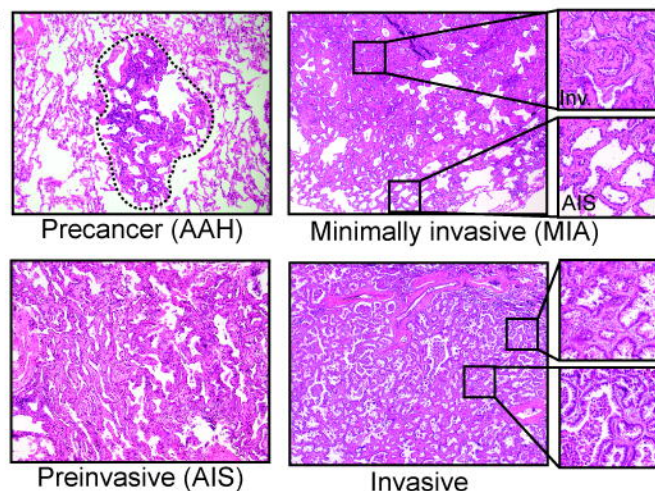 Inv.
AIS
Precancer (AAH)
Minimally invasive (MIA)
Preinvasive (AIS)
Invasive